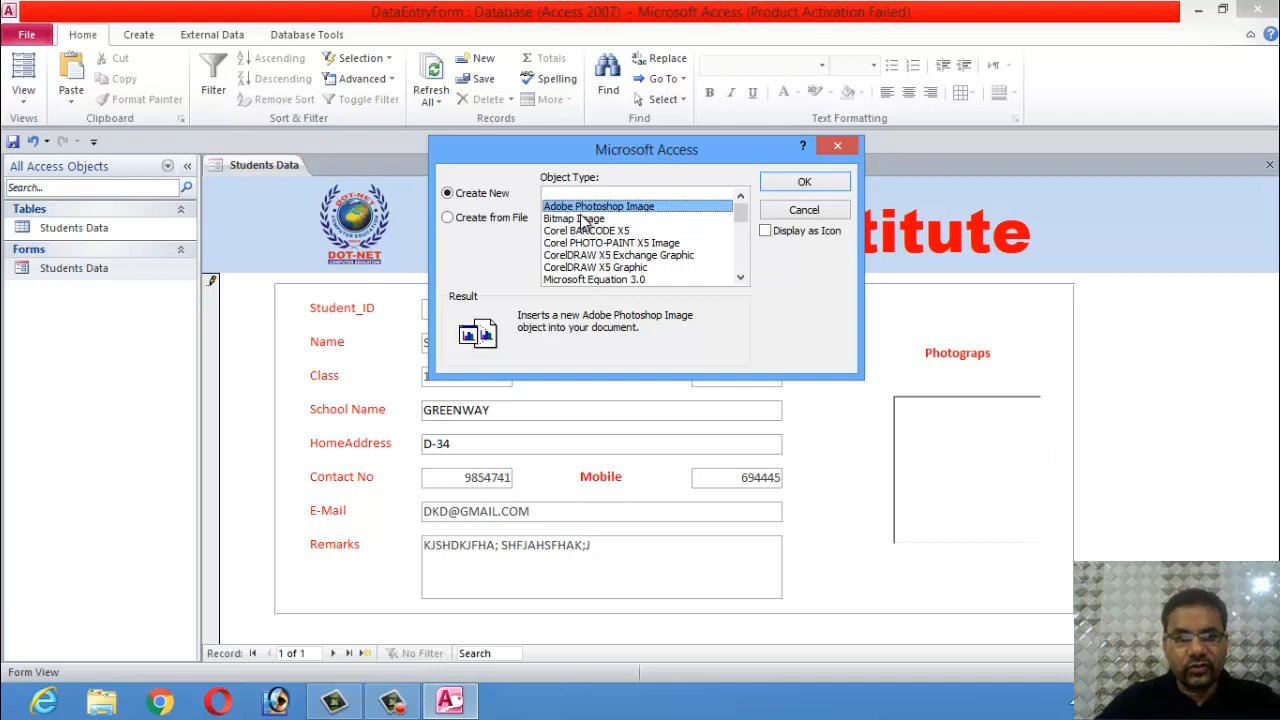 DataEntryForm : Database (Access 2007) - Microsoft Access (Product Activation Failed)
File Home Create External Data Database Tools
View
Views
Paste
Cut
Copy
Format Painter
Clipboard
Filter
Ascending
Descending
Remove Sort
Selection
Advanced
Toggle Filter
Sort & Filter
Refresh
All
New
Save
Delete
Totals
Spelling
More
Records
Find
Replace
Go To
Select
Find
B I U A
Text Formatting
All Access Objects
Search...
Tables
Students Data
Forms
Students Data
Students Data
DOT-NET
COMPUTER EDUCATION
titute
Microsoft Access
Create New
Create from File
Object Type:
Adobe Photoshop Image
Bitmap Image
Corel BARCODE X5
Corel PHOTO-PAINT X5 Image
CorelDRAW X5 Exchange Graphic
CorelDRAW X5 Graphic
Microsoft Equation 3.0
OK
Cancel
Display as Icon
Result
Inserts a new Adobe Photoshop Image
object into your document.
Student_ID
Name S
Class 1
School Name GREENWAY
HomeAddress D-34
Contact No 9854741 Mobile 694445
E-Mail DKD@GMAIL.COM
Remarks KJSHDKJFHA; SHFJAHSFHAK;J
Photograps
Record: 1 of 1 No Filter Search
Form View